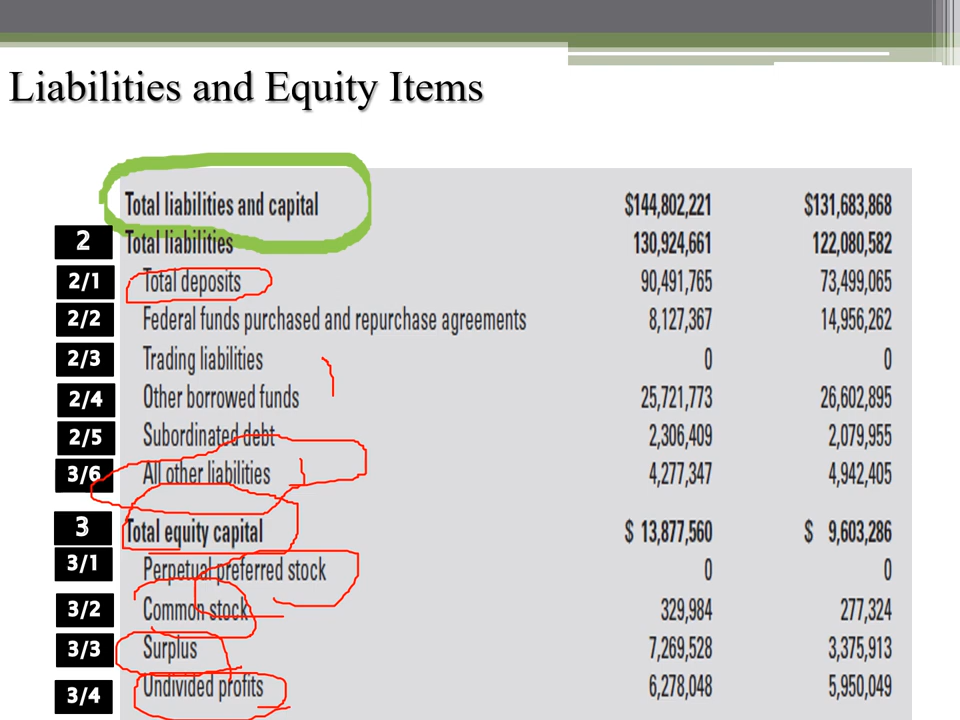 Liabilities and Equity Items
Total liabilities and capital $144,802,221 $131,683,868
2 Total liabilities 130,924,661 122,080,582
2/1 Total deposits 90,491,765 73,499,065
2/2 Federal funds purchased and repurchase agreements 8,127,367 14,956,262
2/3 Trading liabilities 0 0
2/4 Other borrowed funds 25,721,773 26,602,895
2/5 Subordinated debt 2,306,409 2,079,955
3/6 All other liabilities 4,277,347 4,942,405
3 Total equity capital $ 13,877,560 $ 9,603,286
3/1 Perpetual preferred stock 0 0
3/2 Common stock 329,984 277,324
3/3 Surplus 7,269,528 3,375,913
3/4 Undivided profits 6,278,048 5,950,049